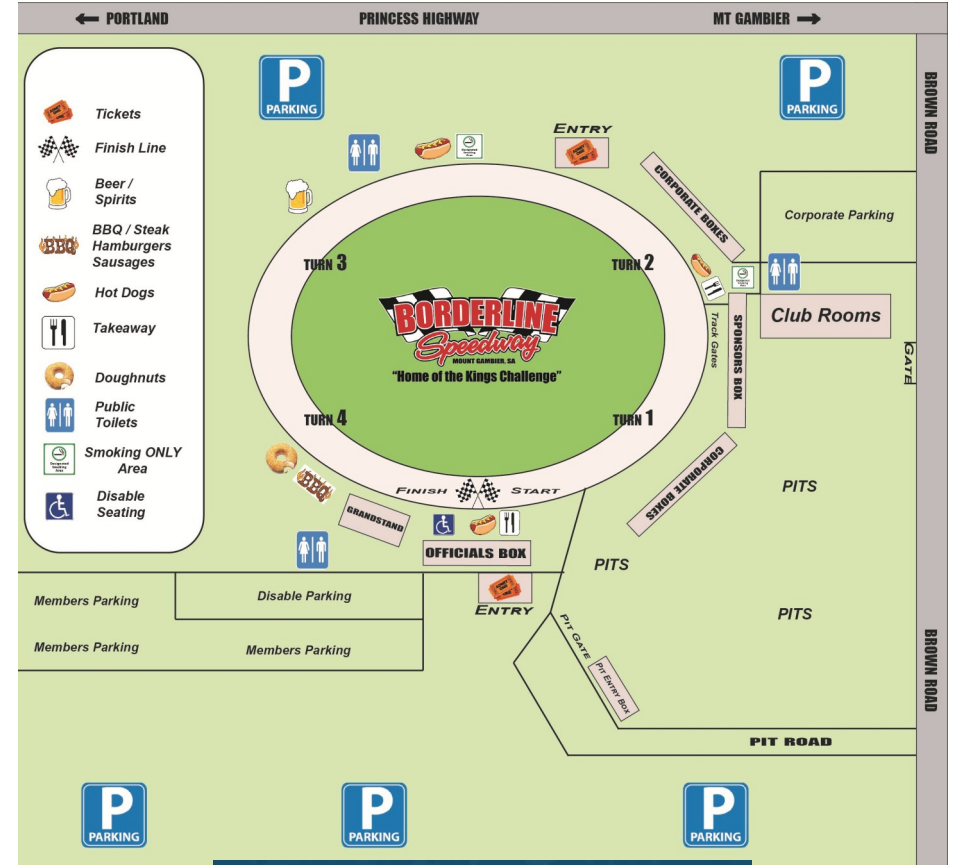 PORTLAND
PRINCESS HIGHWAY
MT GAMBIER
BROWN ROAD
P
PARKING
P
PARKING
Tickets
Finish Line
Beer /
Spirits
BBQ
BBQ / Steak
Hamburgers
Sausages
Hot Dogs
Takeaway
Doughnuts
Public
Toilets
Smoking ONLY
Area
Disable
Seating
ENTRY
CORPORATE BOXES
Corporate Parking
TURN 3
TURN 2
BORDERLINE
Speedway
MOUNT GAMBIER, SA
"Home of the Kings Challenge"
Track Gates
SPONSORS BOX
Club Rooms
GATE
TURN 4
TURN 1
BBQ
FINISH
START
CORPORATE BOXES
PITS
GRANDSTAND
OFFICIALS BOX
PITS
ENTRY
Members Parking
Disable Parking
PITS
Members Parking
Members Parking
PIT GATE
PIT ENTRY BOX
BROWN ROAD
PIT ROAD
P
PARKING
P
PARKING
P
PARKING